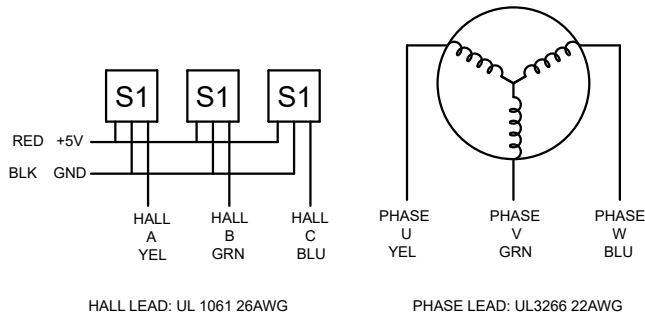 S1 S1 S1
RED +5V
BLK GND
HALL
A
YEL
HALL
B
GRN
HALL
C
BLU
PHASE
U
YEL
PHASE
V
GRN
PHASE
W
BLU
HALL LEAD: UL 1061 26AWG
PHASE LEAD: UL3266 22AWG